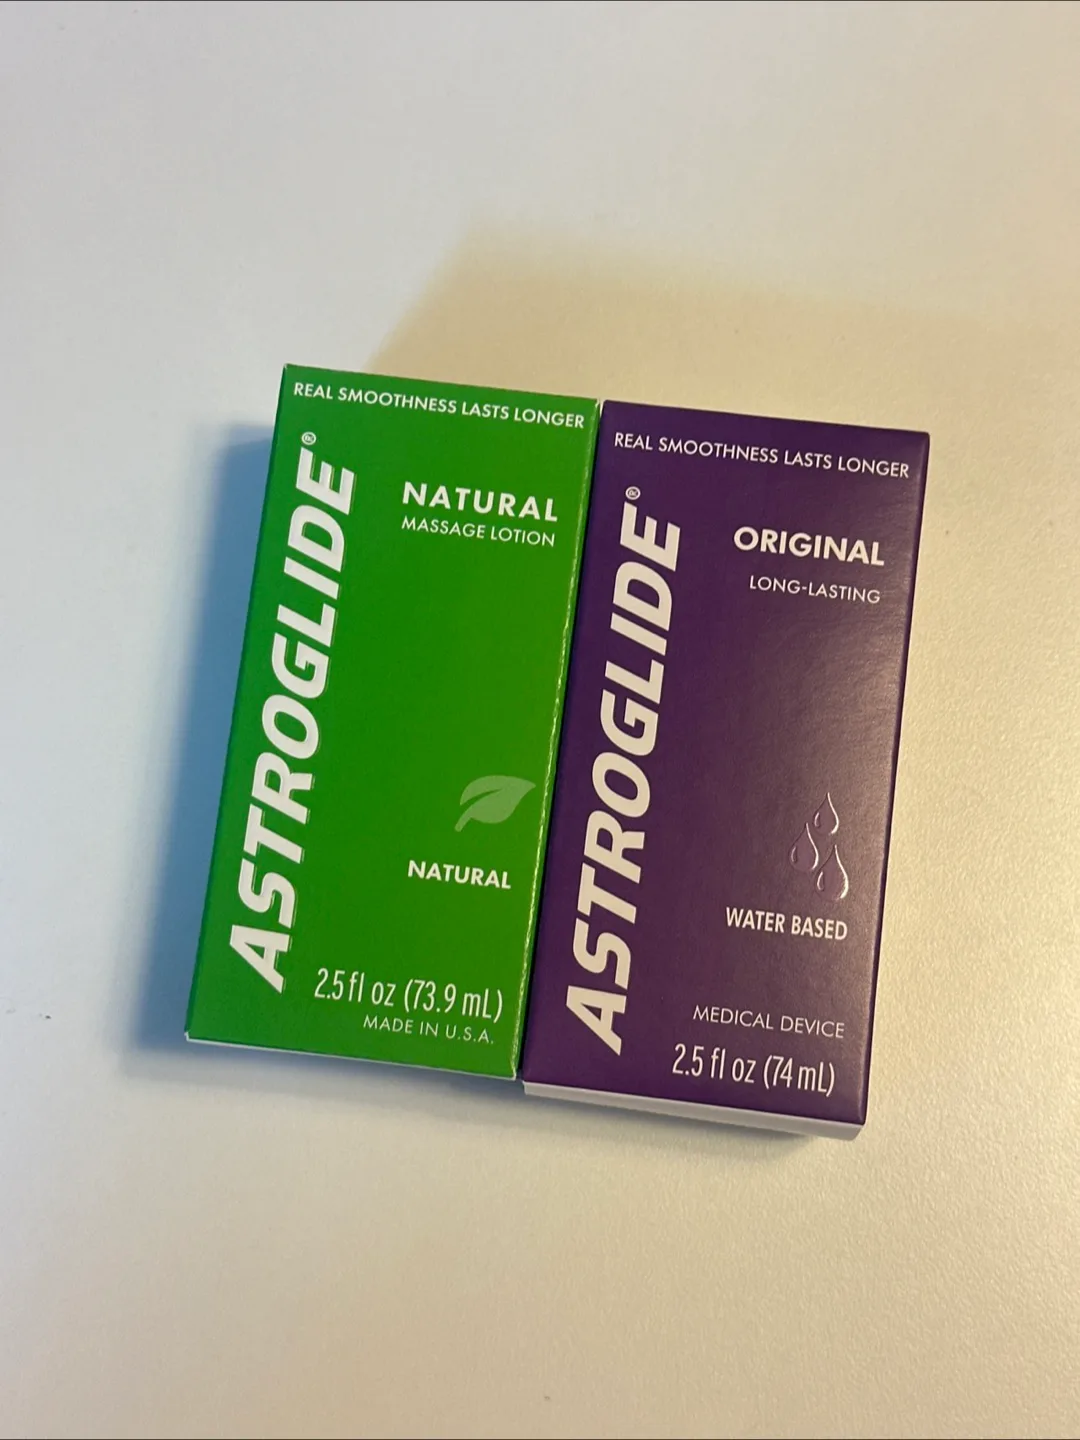 REAL SMOOTHNESS LASTS LONGER
ASTROGLIDE®
NATURAL
MASSAGE LOTION
NATURAL
2.5 fl oz (73.9 mL)
MADE IN U.S.A.
REAL SMOOTHNESS LASTS LONGER
ASTROGLIDE®
ORIGINAL
LONG-LASTING
WATER BASED
MEDICAL DEVICE
2.5 fl oz (74 mL)